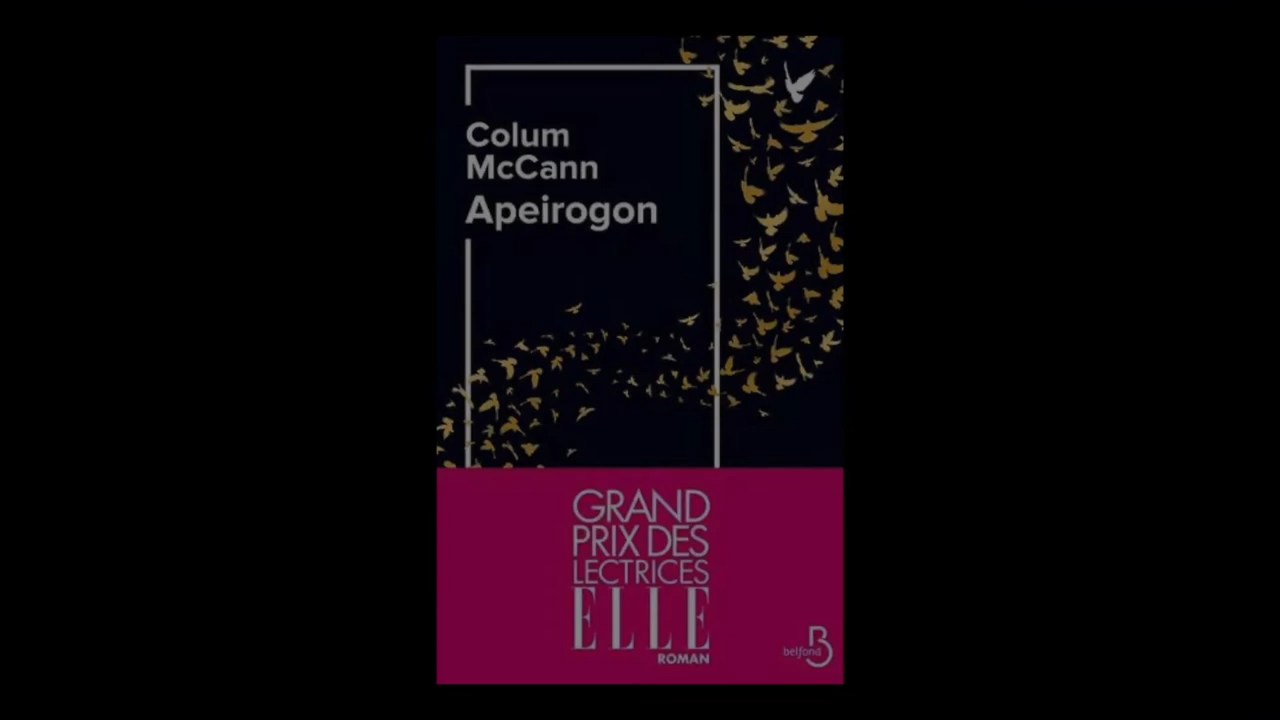 Colum
McCann
Apeirogon
GRAND
PRIX DES
LECTRICES
ELLE
ROMAN
belfond